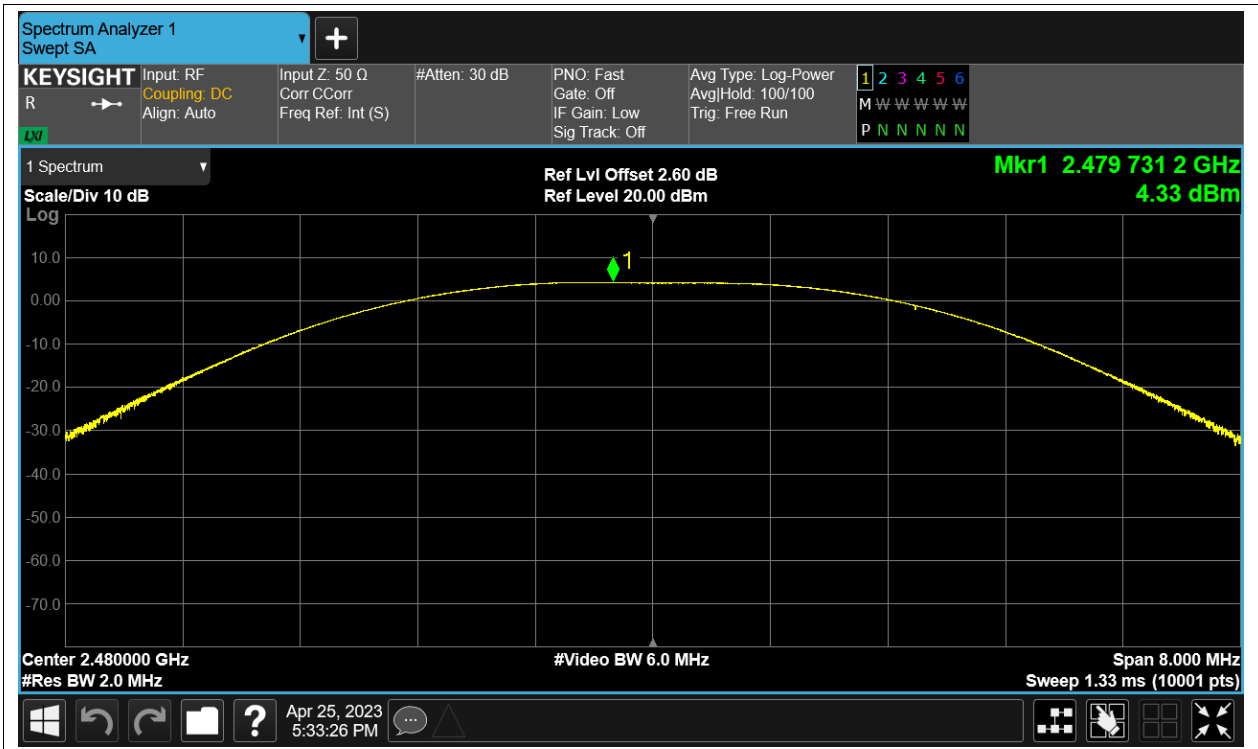 Spectrum Analyzer 1
Swept SA
KEYSIGHT
R
LXI
Input: RF
Coupling: DC
Align: Auto
Input Z: 50 Ω
Corr CCorr
Freq Ref: Int (S)
#Atten: 30 dB
PNO: Fast
Gate: Off
IF Gain: Low
Sig Track: Off
Avg Type: Log-Power
Avg|Hold: 100/100
Trig: Free Run
1 2 3 4 5 6
M W W W W W
P N N N N N
1 Spectrum
Scale/Div 10 dB
Log
Ref Lvl Offset 2.60 dB
Ref Level 20.00 dBm
Mkr1 2.479 731 2 GHz
4.33 dBm
1
10.0
0.00
-10.0
-20.0
-30.0
-40.0
-50.0
-60.0
-70.0
Center 2.480000 GHz
#Res BW 2.0 MHz
#Video BW 6.0 MHz
Span 8.000 MHz
Sweep 1.33 ms (10001 pts)
?
Apr 25, 2023
5:33:26 PM